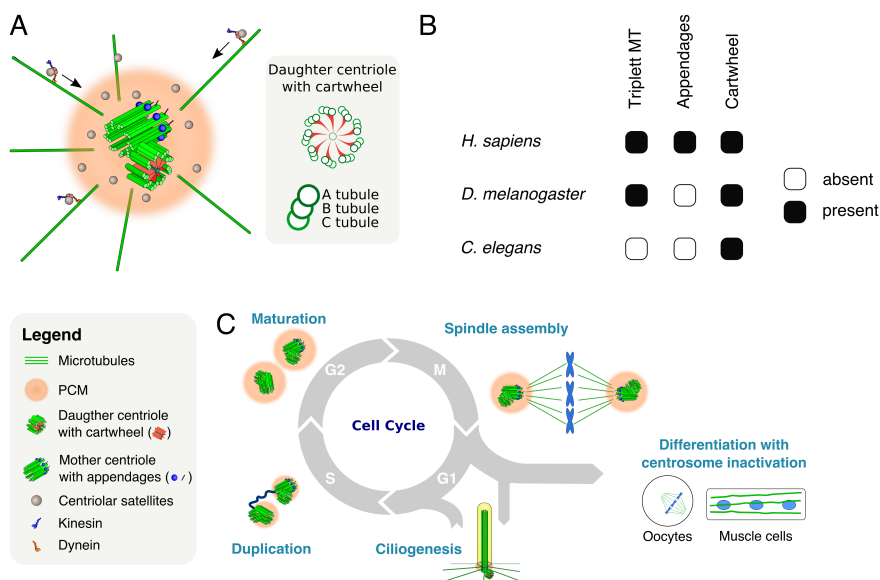 A
Daughter centriole
with cartwheel
A tubule
B tubule
C tubule
B
Triplett MT
Appendages
Cartwheel
H. sapiens
D. melanogaster
C. elegans
absent
present
Legend
Microtubules
PCM
Daugther centriole
with cartwheel ( )
Mother centriole
with appendages ( )
Centriolar satellites
Kinesin
Dynein
C
Maturation
Spindle assembly
G2
M
Cell Cycle
S
G1
Duplication
Ciliogenesis
Differentiation with
centrosome inactivation
Oocytes
Muscle cells